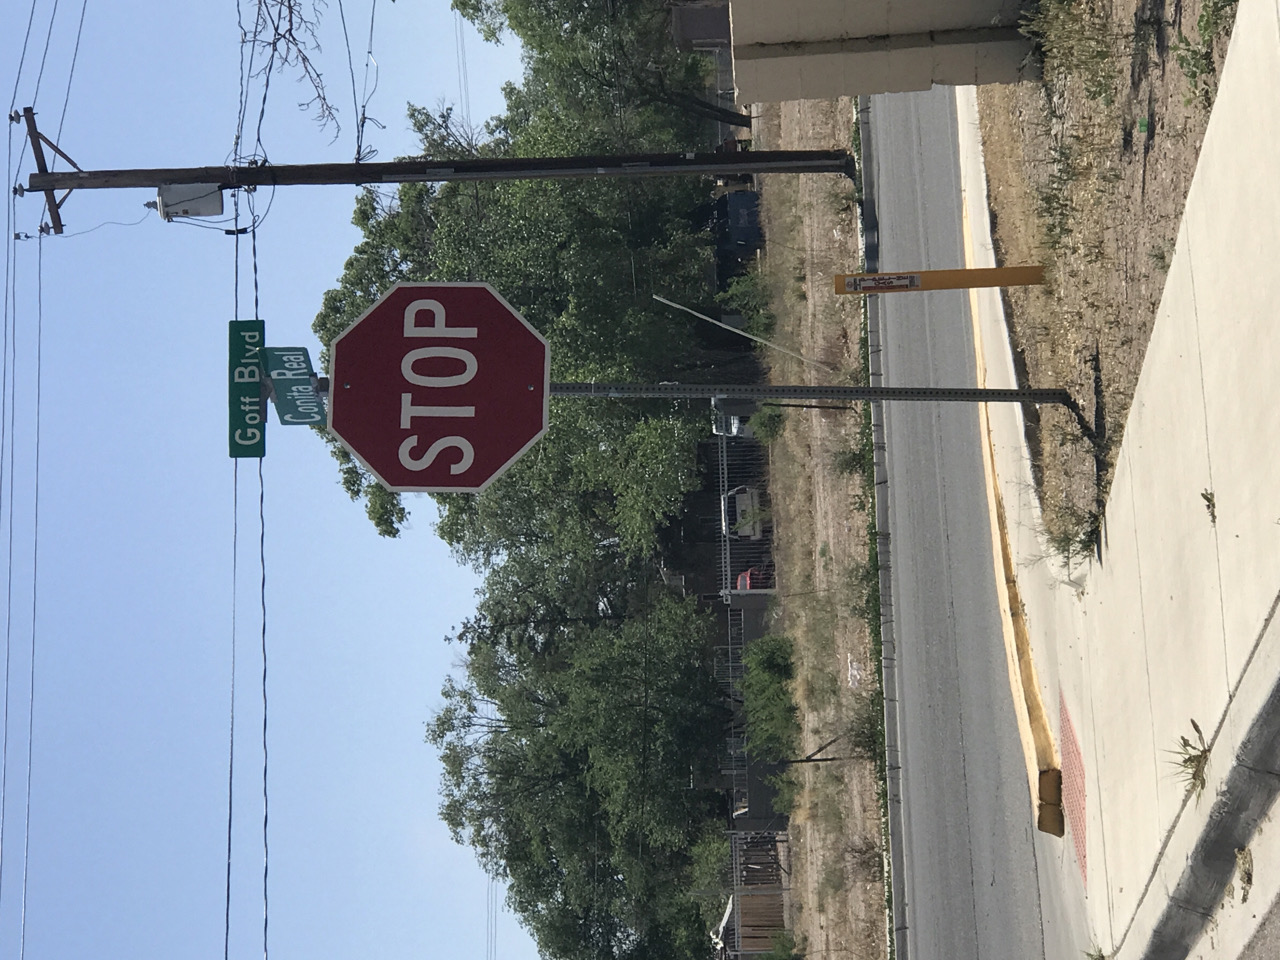 Goff Blvd
Conita Real
STOP